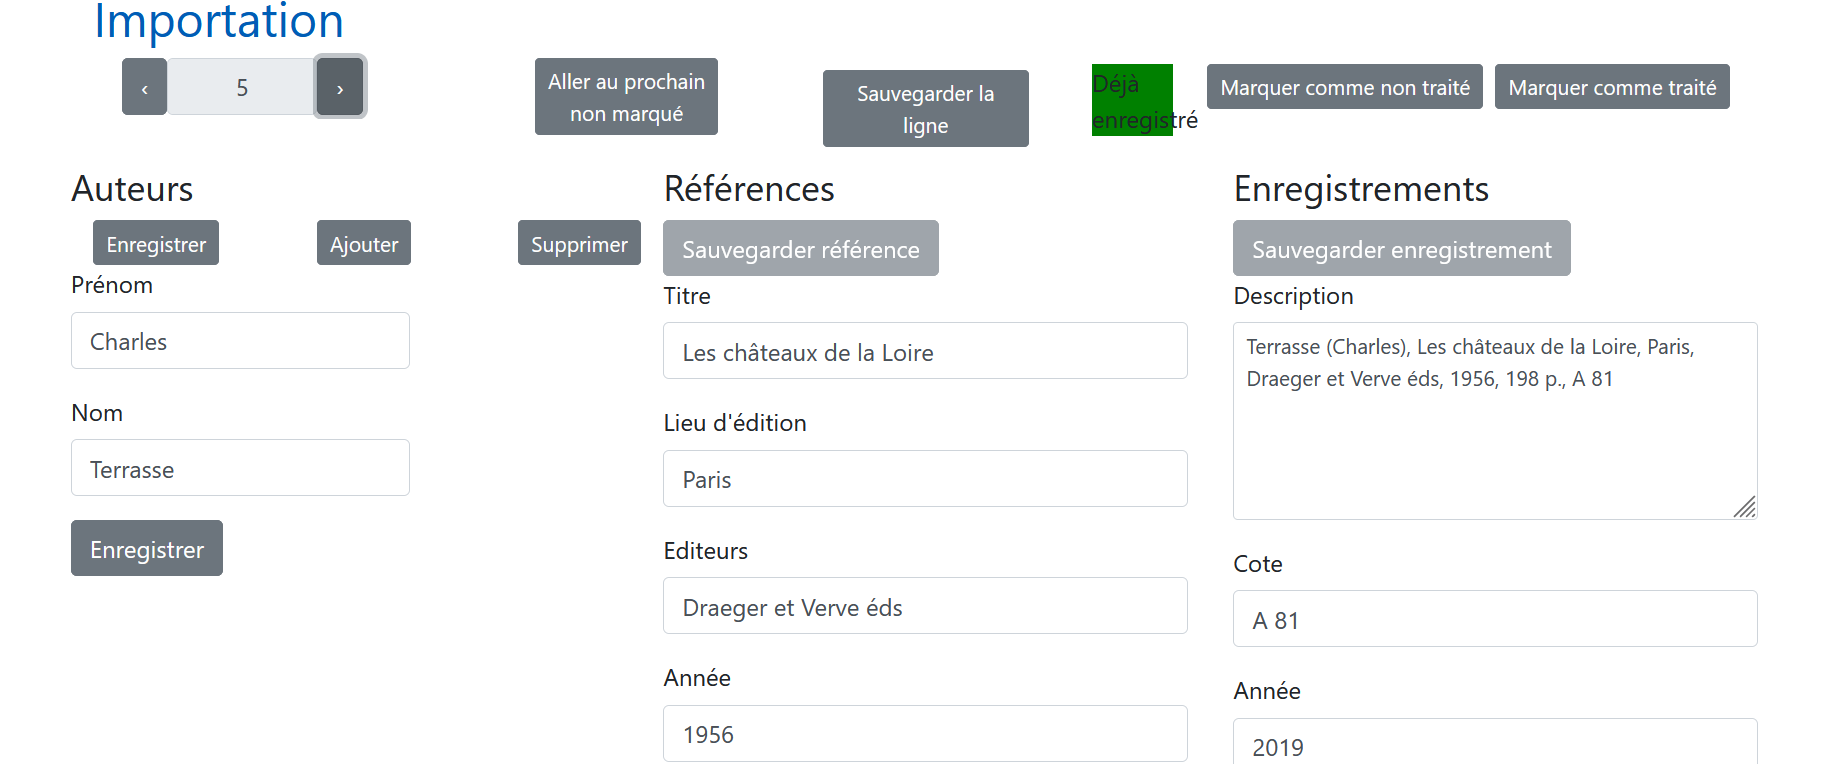 Importation
‹
5
›
Aller au prochain
non marqué
Sauvegarder la
ligne
Déjà
enregistré
Marquer comme non traité
Marquer comme traité
Auteurs
Enregistrer
Ajouter
Supprimer
Prénom
Charles
Nom
Terrasse
Enregistrer
Références
Sauvegarder référence
Titre
Les châteaux de la Loire
Lieu d'édition
Paris
Editeurs
Draeger et Verve éds
Année
1956
Enregistrements
Sauvegarder enregistrement
Description
Terrasse (Charles), Les châteaux de la Loire, Paris,
Draeger et Verve éds, 1956, 198 p., A 81
Cote
A 81
Année
2019